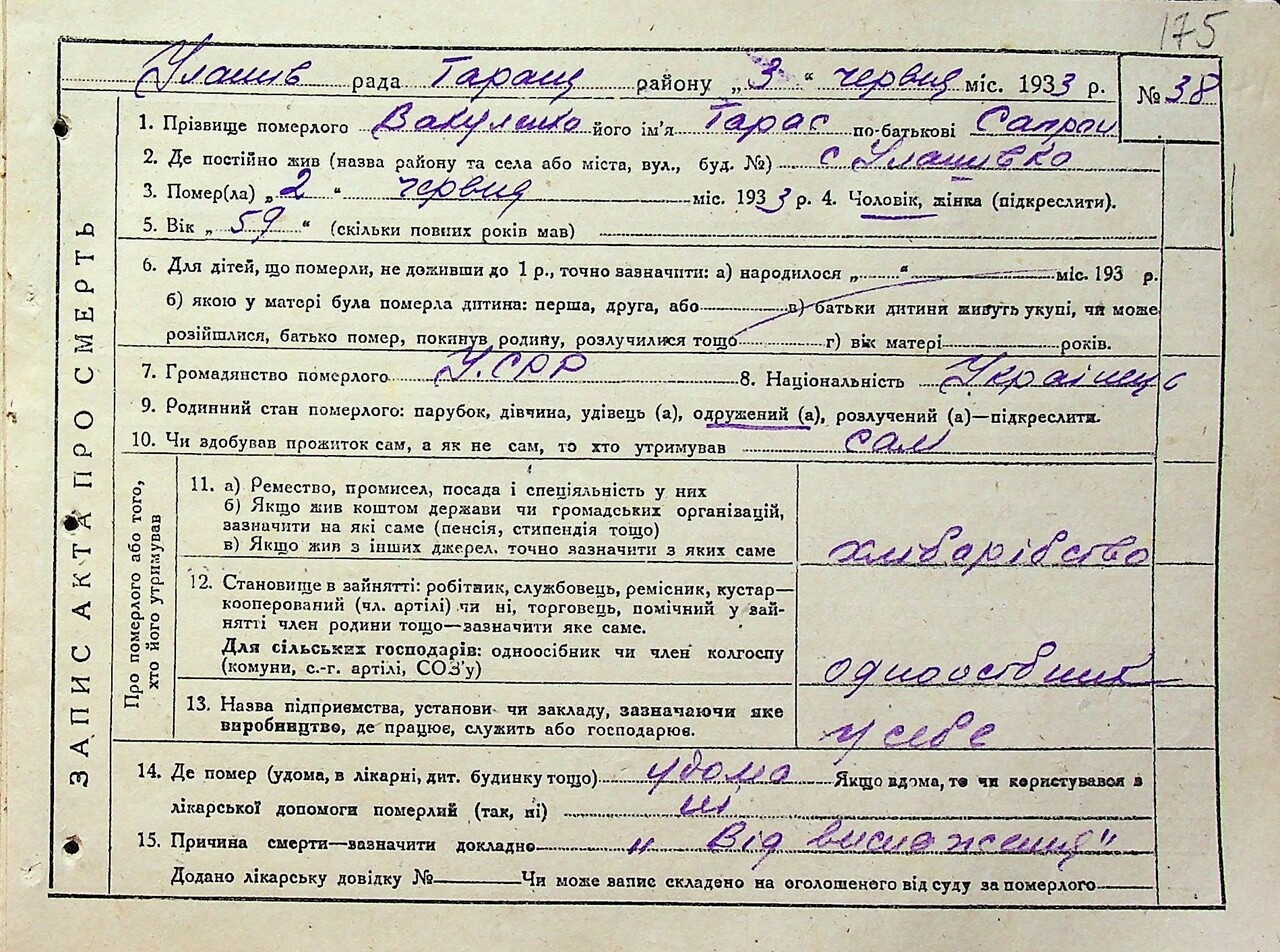 175
Улашів рада Таращ району „3“ червня міс. 1933 р. № 38
ЗАПИС АКТА ПРО СМЕРТЬ
1. Прізвище померлого Вакуленко його ім'я Тарас по-батькові
2. Де постійно жив (назва району та села або міста, вул., буд. №) с Улашівка
3. Помер(ла) „2“ червня міс. 1933 р. 4. Чоловік, жінка (підкреслити).
5. Вік „59“ (скільки повних років мав)
6. Для дітей, що померли, не доживши до 1 р., точно зазначити: а) народилося „ “ міс. 193 р.
б) якою у матері була померла дитина: перша, друга, або в) батьки дитини живуть укупі, чи може
розійшлися, батько помер, покинув родину, розлучилися тощо г) вік матері років.
7. Громадянство померлого У.СРР 8. Національність Українець
9. Родинний стан померлого: парубок, дівчина, удівець (а), одружений (а), розлучений (а)—підкреслити.
10. Чи здобував прожиток сам, а як не сам, то хто утримував сам
Про померлого або того,
хто його утримував
11. а) Ремество, промисел, посада і спеціяльність у них
б) Якщо жив коштом держави чи громадських організацій,
зазначити на які саме (пенсія, стипендія тощо)
в) Якщо жив з інших джерел, точно зазначити з яких саме
хлібарібство
12. Становище в зайнятті: робітник, службовець, ремісник, кустар—
кооперований (чл. артілі) чи ні, торговець, помічний у зай-
нятті член родини тощо—зазначити яке саме.
Для сільських господарів: одноосібник чи член колгоспу
(комуни, с.-г. артілі, СОЗ'у)
одноосібник
13. Назва підприємства, установи чи закладу, зазначаючи яке
виробництво, де працює, служить або господарює.
у себе
14. Де помер (удома, в лікарні, дит. будинку тощо) удома Якщо вдома, то чи користувався з
лікарської допомоги померлий (так, ні) ні
15. Причина смерти—зазначити докладно „Від виснаження"
Додано лікарську довідку № Чи може запис складено на оголошеного від суду за померлого